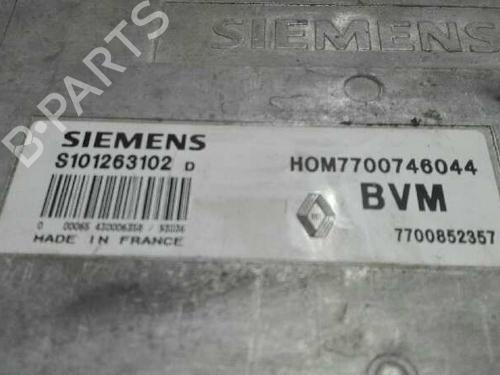 SIEMENS
B-PARTS
SIEMENS
S101263102 D
HOM7700746044
BVM
7700852357
MADE IN FRANCE